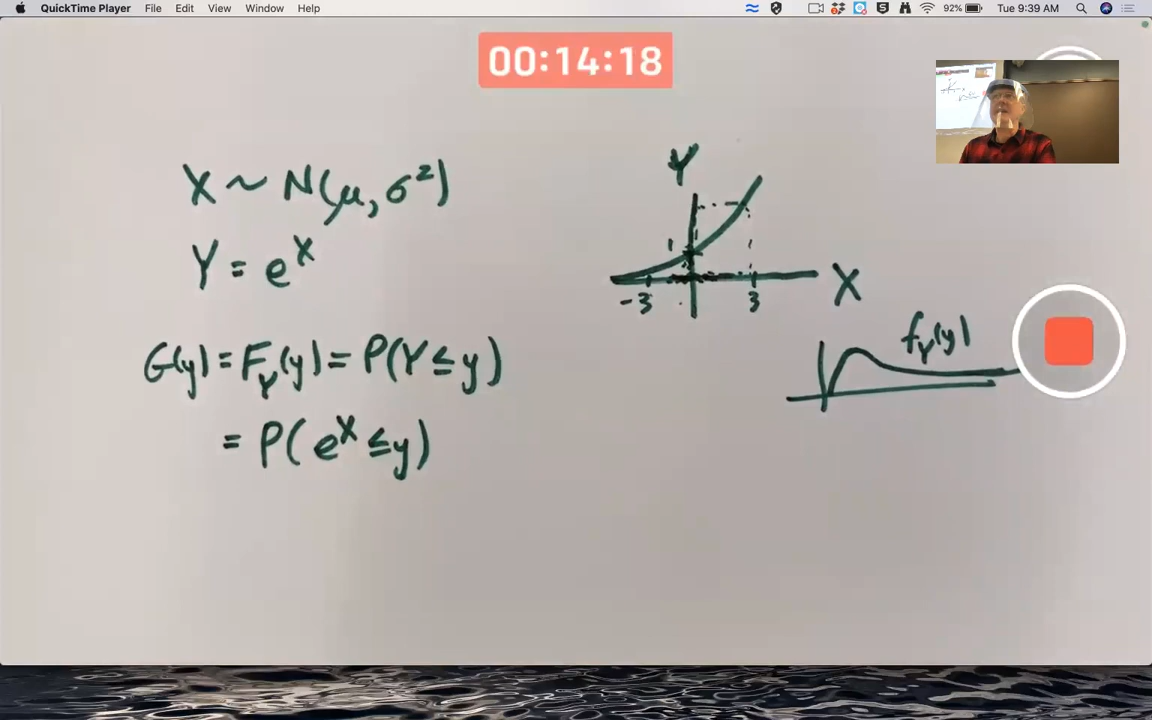 QuickTime Player File Edit View Window Help 92% Tue 9:39 AM
00:14:18
X ~ N(μ, σ²)
Y = e^X
G(y) = F_Y(y) = P(Y ≤ y)
= P(e^X ≤ y)
Y
1
-3 3
X
f_Y(y)